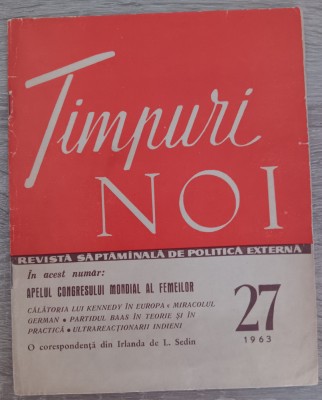 Timpuri
NOI
REVISTĂ SĂPTĂMÎNALĂ DE POLITICĂ EXTERNĂ
În acest număr:
APELUL CONGRESULUI MONDIAL AL FEMEILOR
CĂLĂTORIA LUI KENNEDY ÎN EUROPA • MIRACOLUL
GERMAN • PARTIDUL BAAS ÎN TEORIE ȘI ÎN
PRACTICĂ • ULTRAREACȚIONARII INDIENI
O corespondență din Irlanda de L. Sedin
27
1963